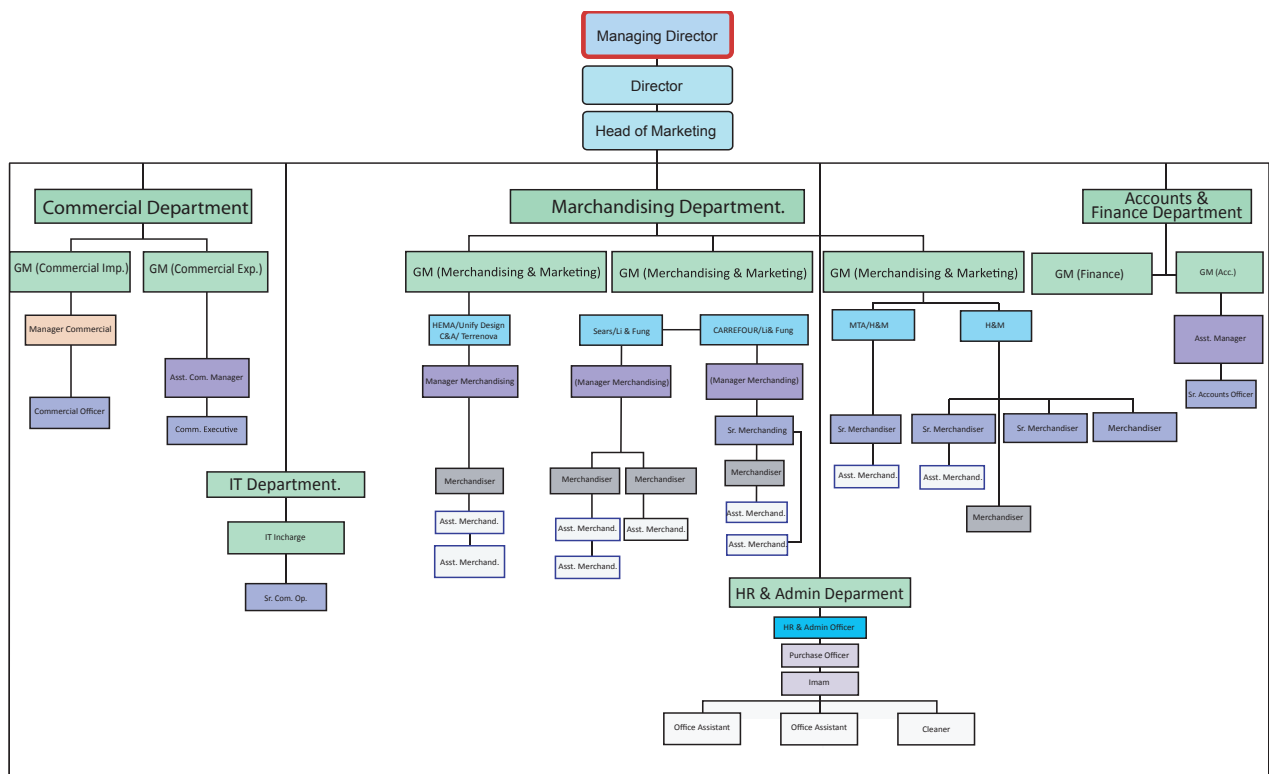 Managing Director
Director
Head of Marketing
Commercial Department
Marchandising Department.
Accounts &
Finance Department
GM (Commercial Imp.)
GM (Commercial Exp.)
GM (Merchandising & Marketing)
GM (Merchandising & Marketing)
GM (Merchandising & Marketing)
GM (Finance)
GM (Acc.)
Manager Commercial
HEMA/Unify Design
C&A/ Terrenova
Sears/Li & Fung
CARREFOUR/Li& Fung
MTA/H&M
H&M
Asst. Manager
Asst. Com. Manager
Manager Merchandising
(Manager Merchandising)
(Manager Merchanding)
Sr. Accounts Officer
Commercial Officer
Comm. Executive
Sr. Merchanding
Sr. Merchandiser
Sr. Merchandiser
Sr. Merchandiser
Merchandiser
Merchandiser
Merchandiser
Merchandiser
Merchandiser
Asst. Merchand.
Asst. Merchand.
IT Department.
Asst. Merchand.
Asst. Merchand.
Asst. Merchand.
Asst. Merchand.
Merchandiser
IT Incharge
Asst. Merchand.
Asst. Merchand.
Asst. Merchand.
Sr. Com. Op.
HR & Admin Deparment
HR & Admin Officer
Purchase Officer
Imam
Office Assistant
Office Assistant
Cleaner